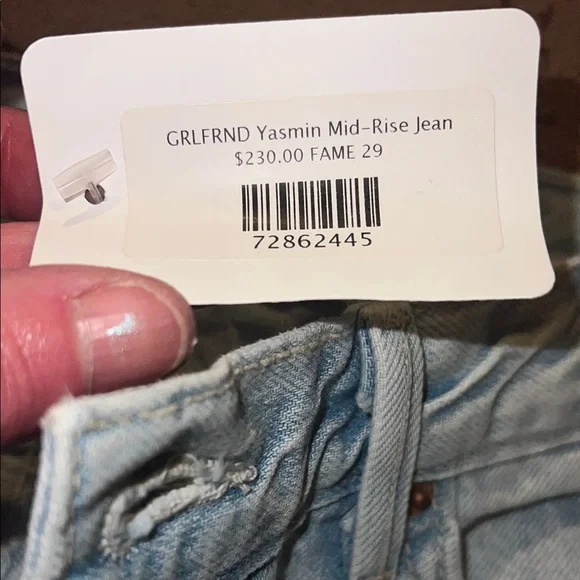 GRLFRND Yasmin Mid-Rise Jean
$230.00 FAME 29
72862445